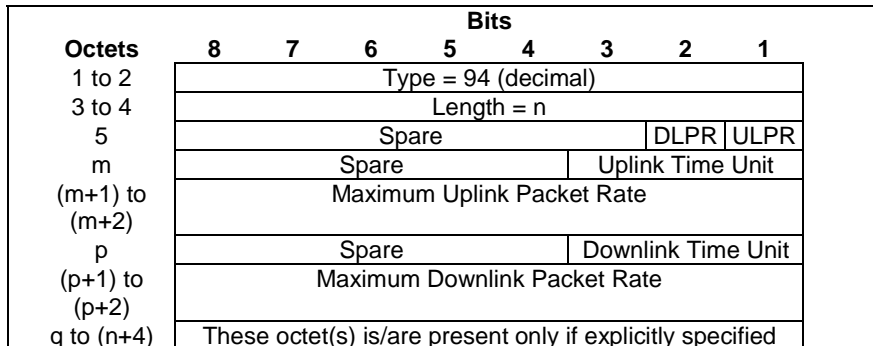 Bits
Octets 8 7 6 5 4 3 2 1
1 to 2 Type = 94 (decimal)
3 to 4 Length = n
5 Spare DLPR ULPR
m Spare Uplink Time Unit
(m+1) to Maximum Uplink Packet Rate
(m+2)
p Spare Downlink Time Unit
(p+1) to Maximum Downlink Packet Rate
(p+2)
q to (n+4) These octet(s) is/are present only if explicitly specified